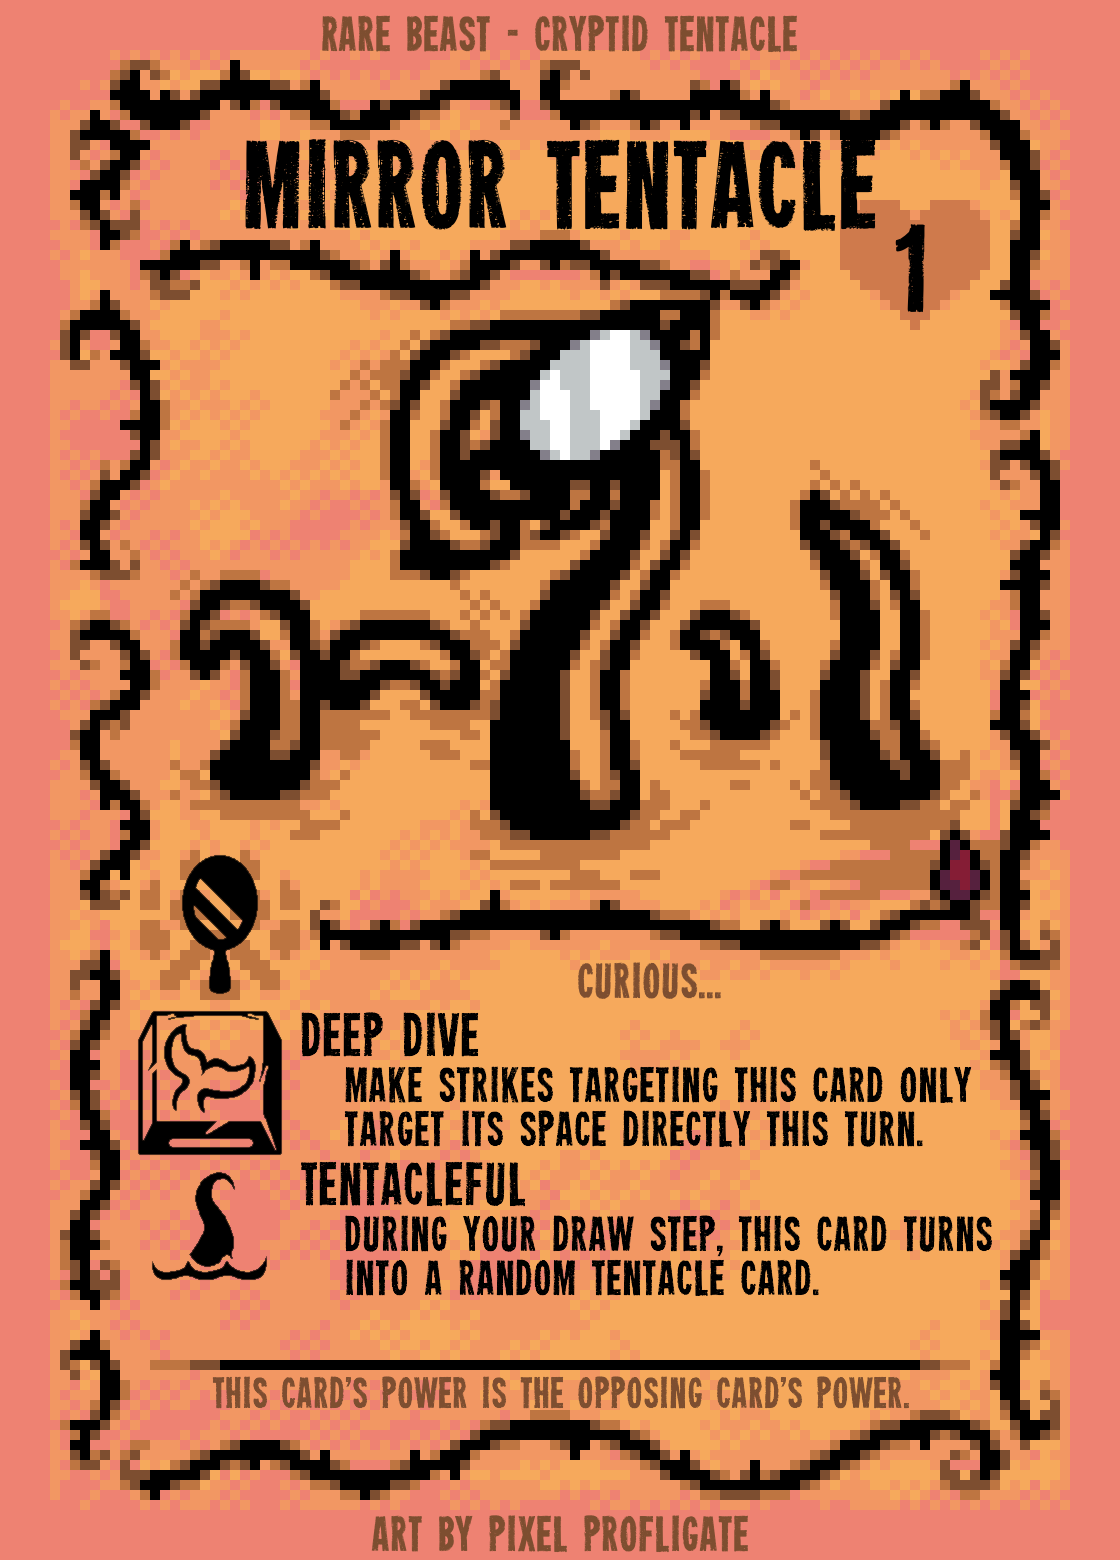 RARE BEAST - CRYPTID TENTACLE
MIRROR TENTACLE
1
CURIOUS...
DEEP DIVE
MAKE STRIKES TARGETING THIS CARD ONLY
TARGET ITS SPACE DIRECTLY THIS TURN.
TENTACLEFUL
DURING YOUR DRAW STEP, THIS CARD TURNS
INTO A RANDOM TENTACLE CARD.
THIS CARD'S POWER IS THE OPPOSING CARD'S POWER.
ART BY PIXEL PROFLIGATE